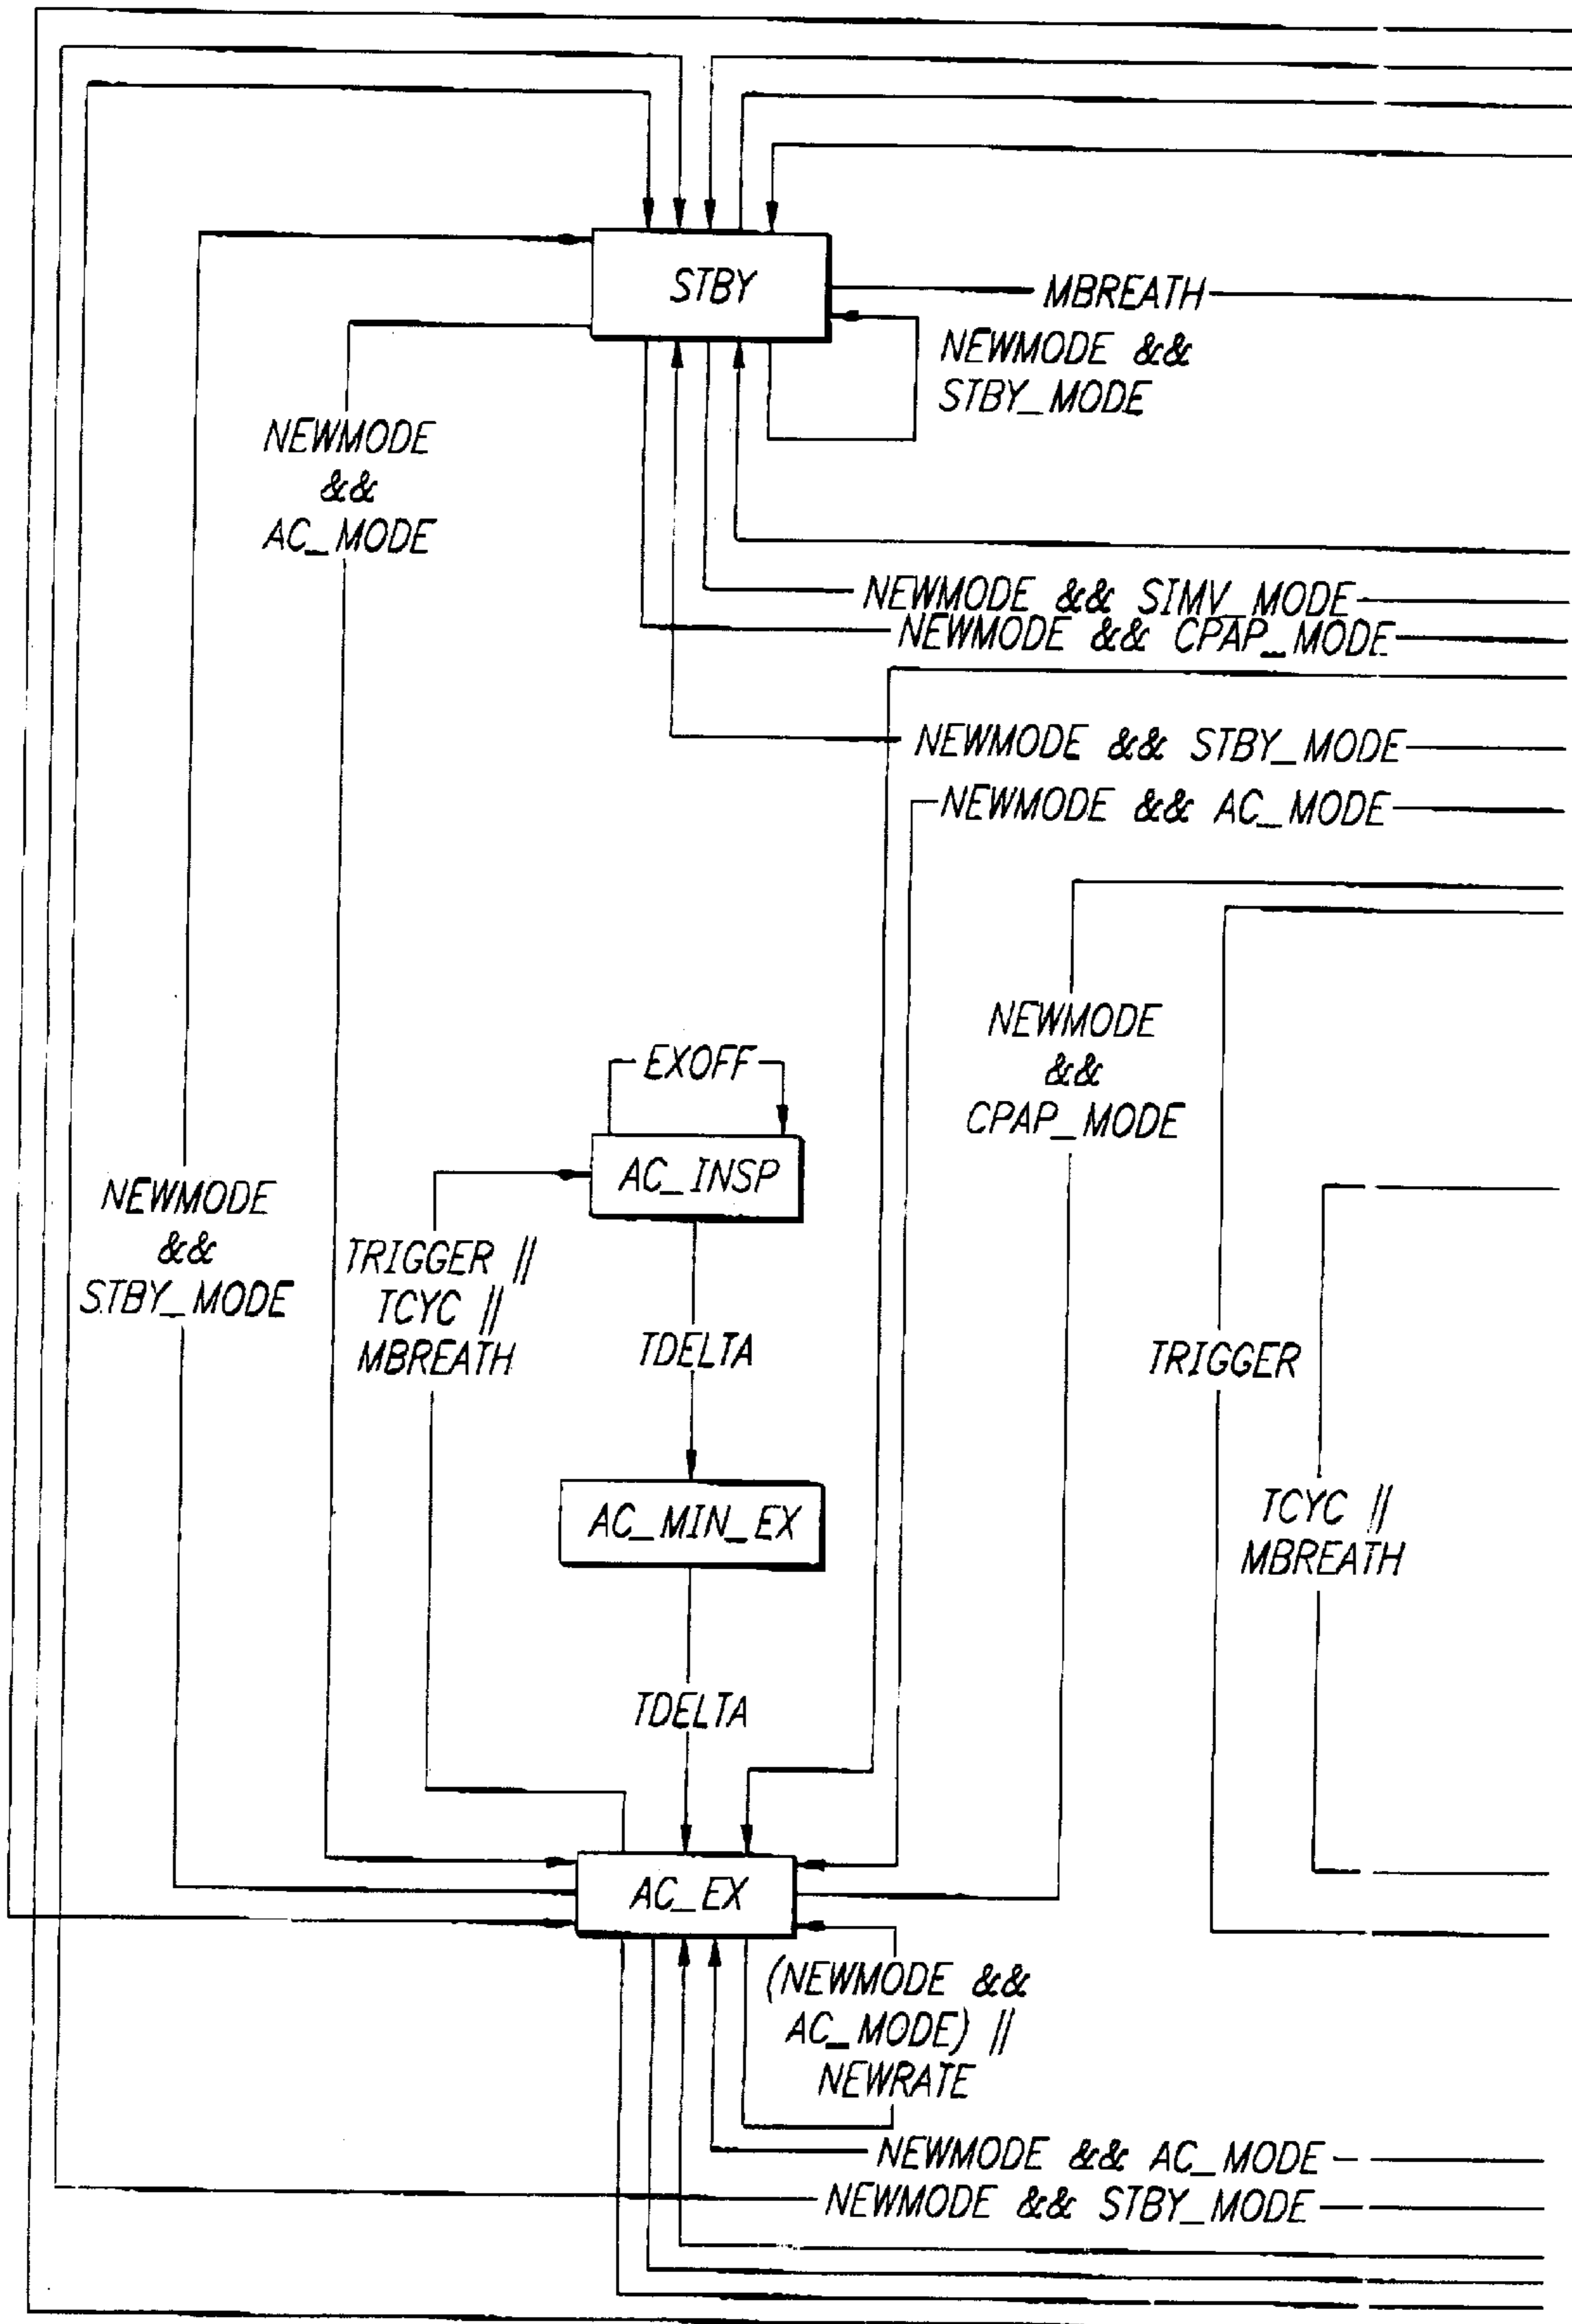 STBY
MBREATH
NEWMODE &&
STBY_MODE
NEWMODE
&&
AC_MODE
NEWMODE && SIMV_MODE
NEWMODE && CPAP_MODE
NEWMODE && STBY_MODE
NEWMODE && AC_MODE
NEWMODE
&&
CPAP_MODE
EXOFF
AC_INSP
NEWMODE
&&
STBY_MODE
TRIGGER ||
TCYC ||
MBREATH
TDELTA
TRIGGER
AC_MIN_EX
TCYC ||
MBREATH
TDELTA
AC_EX
(NEWMODE &&
AC_MODE) ||
NEWRATE
NEWMODE && AC_MODE
NEWMODE && STBY_MODE